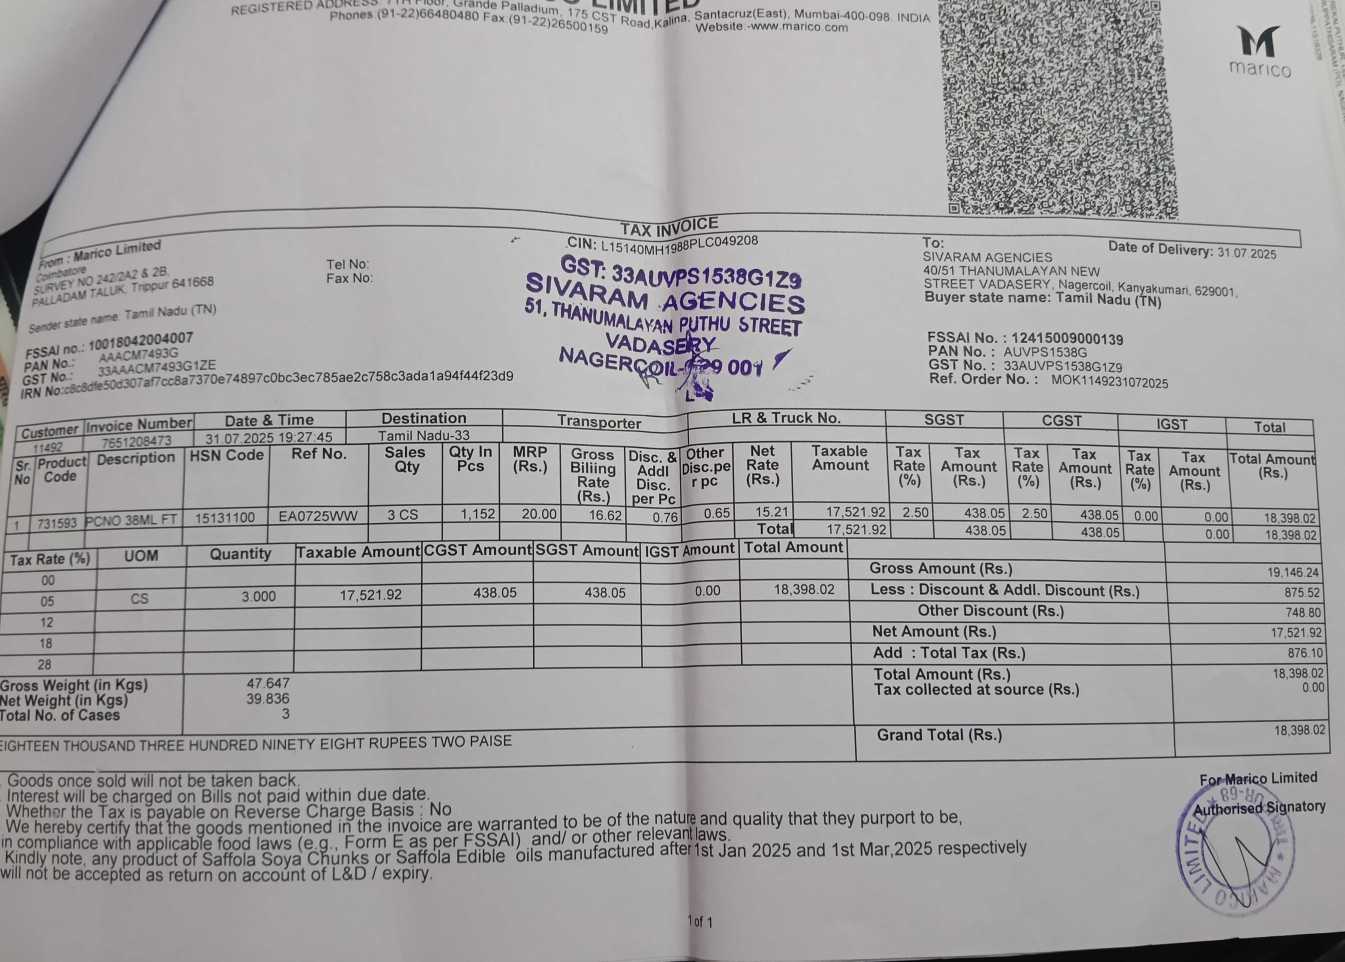 LIMITED
REGISTERED ADDRESS: 7TH Floor, Grande Palladium, 175 CST Road,Kalina, Santacruz(East), Mumbai-400-098. INDIA
Phones:(91-22)66480480 Fax:(91-22)26500159 Website:-www.marico.com
marico
TAX INVOICE
CIN: L15140MH1988PLC049208
From : Marico Limited
Coimbatore
SURVEY NO 242/2A2 & 2B,
PALLADAM TALUK, Trippur 641668
Sender state name: Tamil Nadu (TN)
Tel No:
Fax No:
FSSAI no.: 10018042004007
PAN No.: AAACM7493G
GST No.: 33AAACM7493G1ZE
IRN No:c8c8dfe50d307af7cc8a7370e74897c0bc3ec785ae2c758c3ada1a94f44f23d9
GST: 33AUVPS1538G1Z9
SIVARAM AGENCIES
51, THANUMALAYAN PUTHU STREET
VADASERY
NAGERCOIL-629 001
To:
Date of Delivery: 31.07.2025
SIVARAM AGENCIES
40/51 THANUMALAYAN NEW
STREET VADASERY, Nagercoil, Kanyakumari, 629001,
Buyer state name: Tamil Nadu (TN)
FSSAI No. : 12415009000139
PAN No. : AUVPS1538G
GST No. : 33AUVPS1538G1Z9
Ref. Order No. : MOK1149231072025
Customer Invoice Number Date & Time Destination Transporter LR & Truck No. SGST CGST IGST Total
11492 7651208473 31.07.2025 19:27:45 Tamil Nadu-33
Sr. No Product Code Description HSN Code Ref No. Sales Qty Qty In Pcs MRP (Rs.) Gross Biliing Rate (Rs.) Disc. & Addl Disc. per Pc Other Disc.pe r pc Net Rate (Rs.) Taxable Amount Tax Rate (%) Tax Amount (Rs.) Tax Rate (%) Tax Amount (Rs.) Tax Rate (%) Tax Amount (Rs.) Total Amount (Rs.)
1 731593 PCNO 38ML FT 15131100 EA0725WW 3 CS 1,152 20.00 16.62 0.76 0.65 15.21 17,521.92 2.50 438.05 2.50 438.05 0.00 0.00 18,398.02
Total 17,521.92 438.05 438.05 0.00 18,398.02
Tax Rate (%) UOM Quantity Taxable Amount CGST Amount SGST Amount IGST Amount Total Amount
00
05 CS 3.000 17,521.92 438.05 438.05 0.00 18,398.02
12
18
28
Gross Amount (Rs.) 19,146.24
Less : Discount & Addl. Discount (Rs.) 875.52
Other Discount (Rs.) 748.80
Net Amount (Rs.) 17,521.92
Add : Total Tax (Rs.) 876.10
Total Amount (Rs.) 18,398.02
Tax collected at source (Rs.) 0.00
Grand Total (Rs.) 18,398.02
Gross Weight (in Kgs) 47.647
Net Weight (in Kgs) 39.836
Total No. of Cases 3
EIGHTEEN THOUSAND THREE HUNDRED NINETY EIGHT RUPEES TWO PAISE
Goods once sold will not be taken back.
Interest will be charged on Bills not paid within due date.
Whether the Tax is payable on Reverse Charge Basis : No
We hereby certify that the goods mentioned in the invoice are warranted to be of the nature and quality that they purport to be,
in compliance with applicable food laws (e.g., Form E as per FSSAI) and/ or other relevant laws.
Kindly note, any product of Saffola Soya Chunks or Saffola Edible oils manufactured after 1st Jan 2025 and 1st Mar,2025 respectively
will not be accepted as return on account of L&D / expiry.
For Marico Limited
Authorised Signatory
MARICO LIMITED
1 of 1